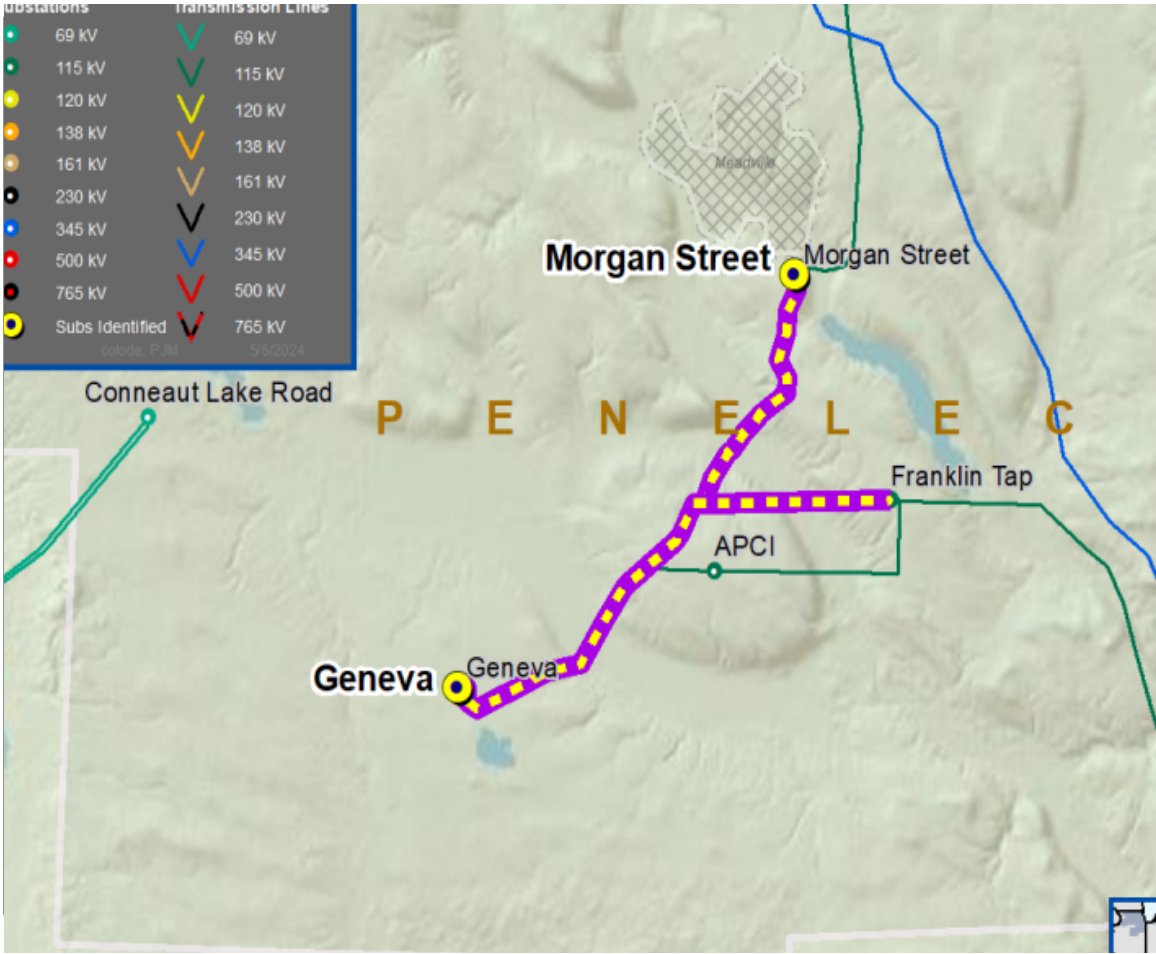 ubstations
Transmission Lines
69 kV
69 kV
115 kV
115 kV
120 kV
120 kV
138 kV
138 kV
161 kV
161 kV
230 kV
230 kV
345 kV
345 kV
500 kV
500 kV
765 kV
Subs Identified
765 kV
colode, PJM
5/6/2024
Meadville
Morgan Street
Morgan Street
Conneaut Lake Road
P E N E L E C
Franklin Tap
APCI
Geneva
Geneva